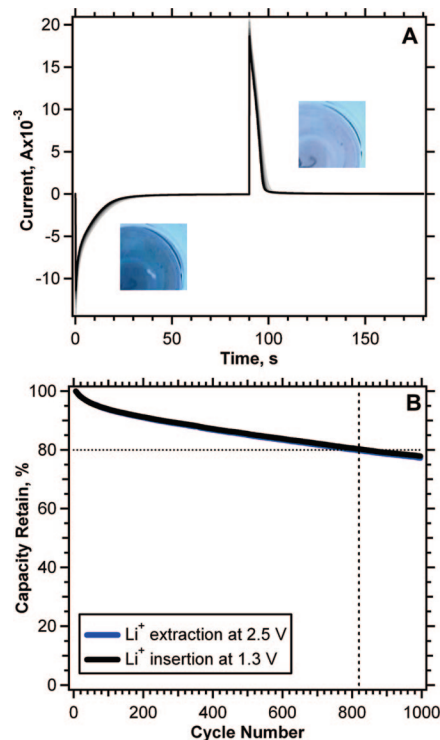 A
20
15
10
5
0
-5
-10
Current, Ax10⁻³
0
50
100
150
Time, s
B
100
80
60
40
20
0
Capacity Retain, %
Li⁺ extraction at 2.5 V
Li⁺ insertion at 1.3 V
0
200
400
600
800
1000
Cycle Number